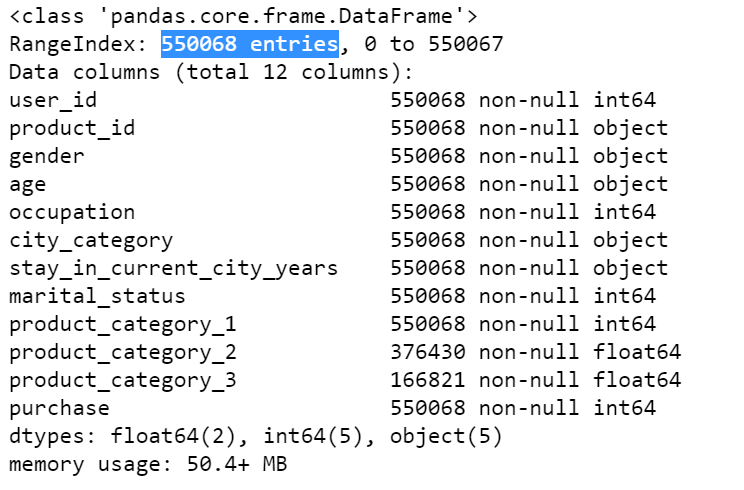 <class 'pandas.core.frame.DataFrame'>
RangeIndex: 550068 entries, 0 to 550067
Data columns (total 12 columns):
user_id                       550068 non-null int64
product_id                    550068 non-null object
gender                        550068 non-null object
age                           550068 non-null object
occupation                    550068 non-null int64
city_category                 550068 non-null object
stay_in_current_city_years    550068 non-null object
marital_status                550068 non-null int64
product_category_1            550068 non-null int64
product_category_2            376430 non-null float64
product_category_3            166821 non-null float64
purchase                      550068 non-null int64
dtypes: float64(2), int64(5), object(5)
memory usage: 50.4+ MB